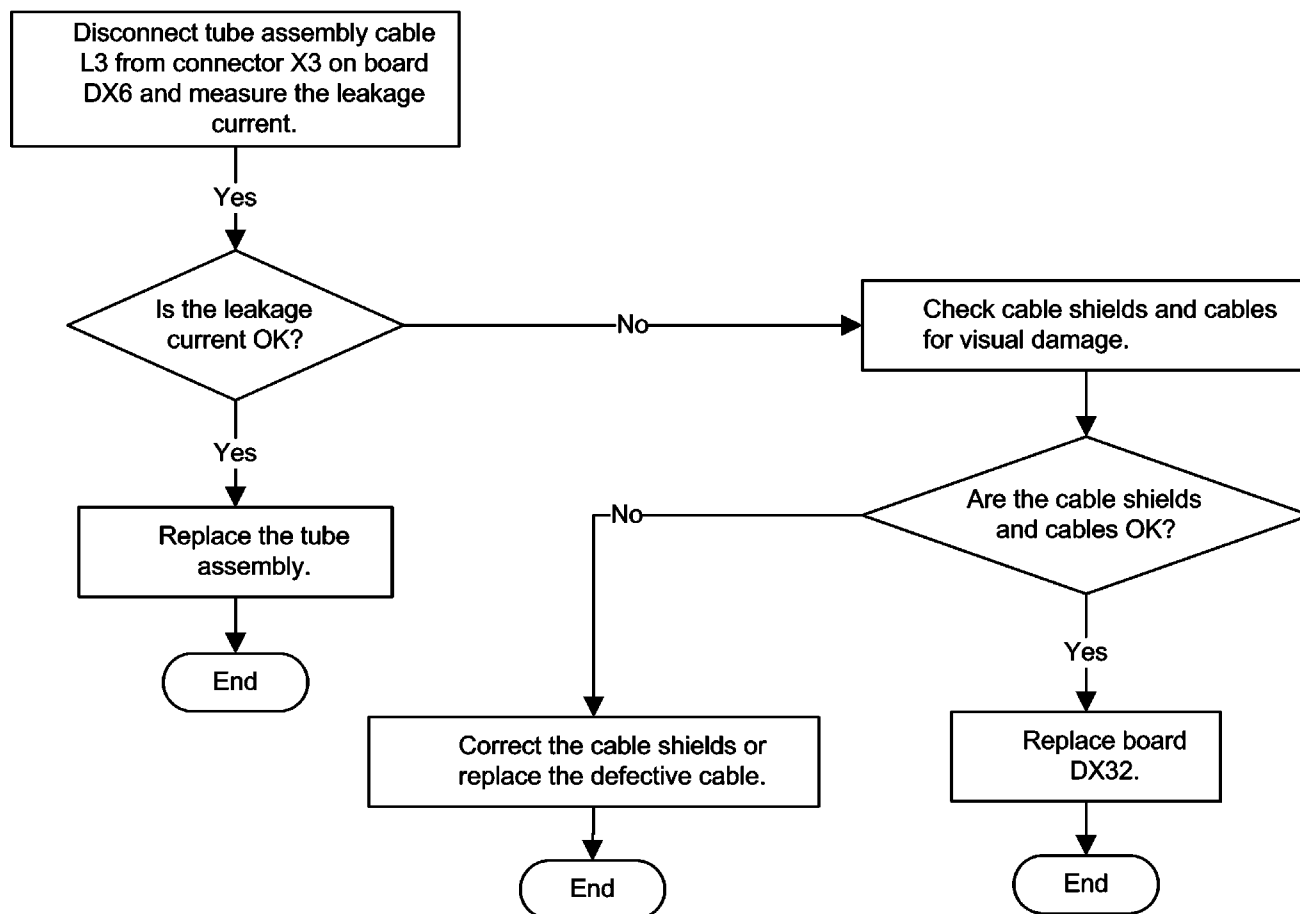 Disconnect tube assembly cable
L3 from connector X3 on board
DX6 and measure the leakage
current.
Yes
Is the leakage
current OK?
No
Check cable shields and cables
for visual damage.
Yes
Replace the tube
assembly.
End
Are the cable shields
and cables OK?
No
Correct the cable shields or
replace the defective cable.
End
Yes
Replace board
DX32.
End